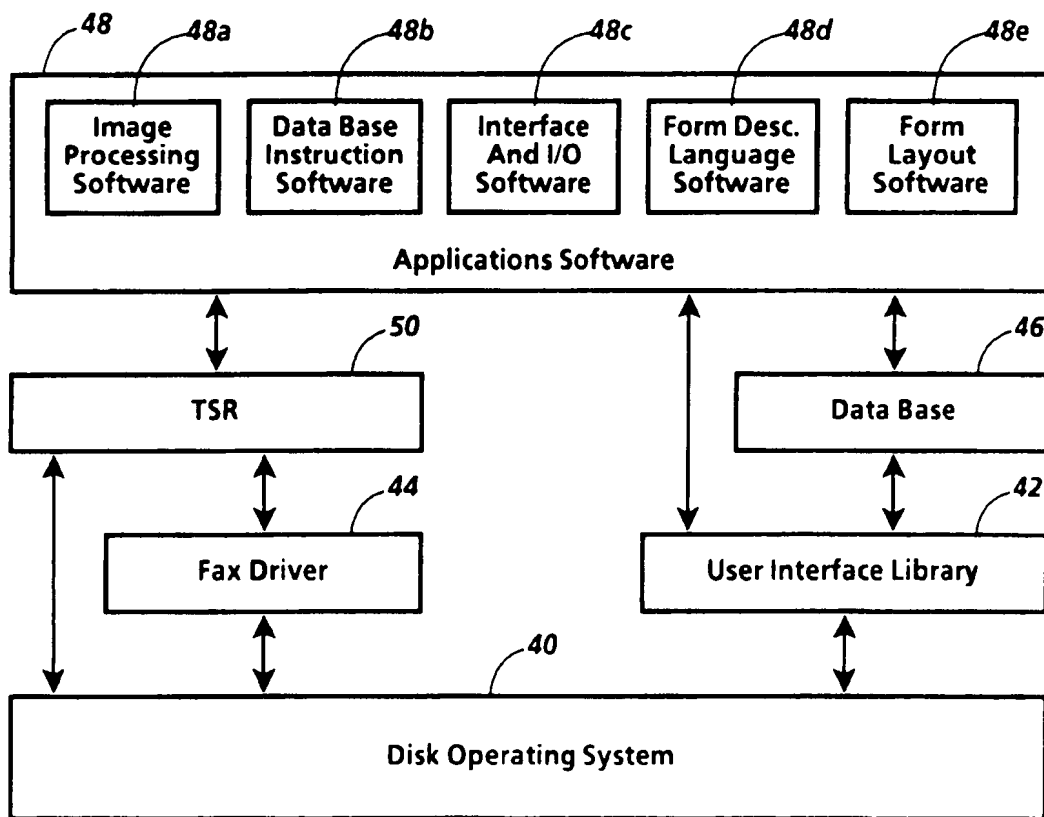 48
48a
48b
48c
48d
48e
Image
Processing
Software
Data Base
Instruction
Software
Interface
And I/O
Software
Form Desc.
Language
Software
Form
Layout
Software
Applications Software
50
46
TSR
Data Base
44
42
Fax Driver
User Interface Library
40
Disk Operating System